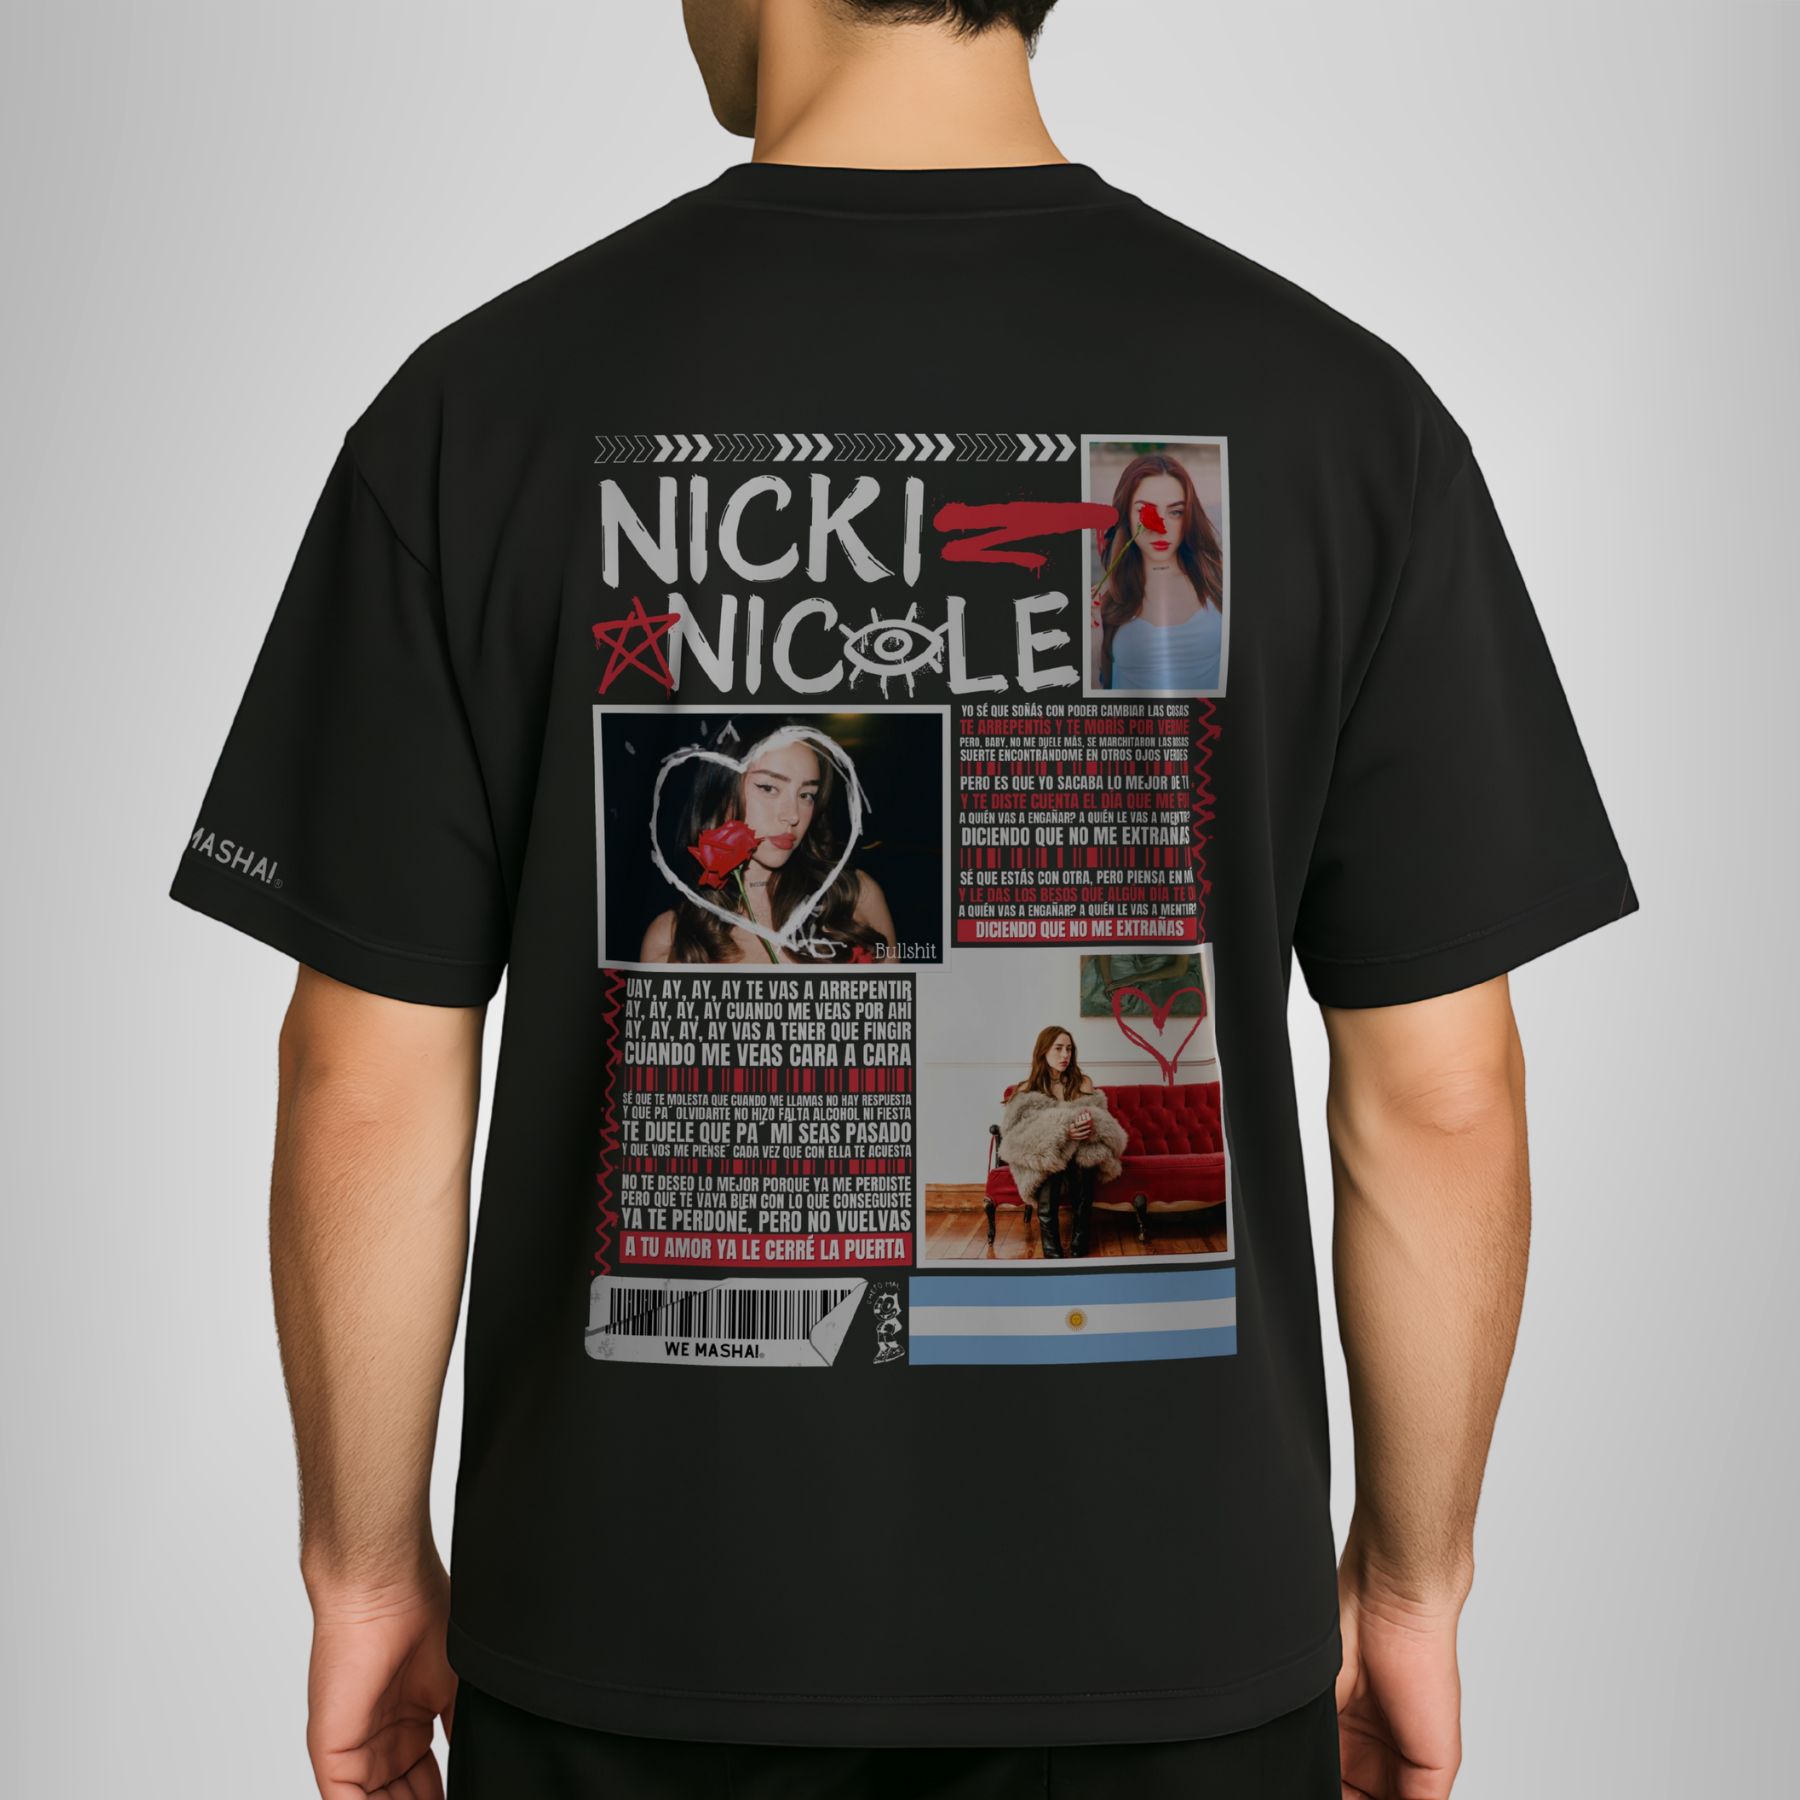 NICKI
NICOLE
YO SÉ QUE SOÑÁS CON PODER CAMBIAR LAS COSAS
TE ARREPENTÍS Y TE MORÍS POR VERME
PERO, BABY, NO ME DUELE MÁS, SE MARCHITARON LAS ROSAS
SUERTE ENCONTRÁNDOME EN OTROS OJOS VERDES
PERO ES QUE YO SACABA LO MEJOR DE TI
Y TE DISTE CUENTA EL DÍA QUE ME FUI
A QUIÉN VAS A ENGAÑAR? A QUIÉN LE VAS A MENTIR?
DICIENDO QUE NO ME EXTRAÑAS
SÉ QUE ESTÁS CON OTRA, PERO PIENSA EN MÍ
Y LE DAS LOS BESOS QUE ALGÚN DÍA TE D
A QUIÉN VAS A ENGAÑAR? A QUIÉN LE VAS A MENTIR?
DICIENDO QUE NO ME EXTRAÑAS
Bullshit
UAY, AY, AY, AY TE VAS A ARREPENTIR
AY, AY, AY, AY CUANDO ME VEAS POR AHÍ
AY, AY, AY, AY VAS A TENER QUE FINGIR
CUANDO ME VEAS CARA A CARA
SÉ QUE TE MOLESTA QUE CUANDO ME LLAMAS NO HAY RESPUESTA
Y QUE PA´ OLVIDARTE NO HIZO FALTA ALCOHOL NI FIESTA
TE DUELE QUE PA´ MÍ SEAS PASADO
Y QUE VOS ME PIENSE´ CADA VEZ QUE CON ELLA TE ACUESTA
NO TE DESEO LO MEJOR PORQUE YA ME PERDISTE
PERO QUE TE VAYA BIEN CON LO QUE CONSEGUISTE
YA TE PERDONÉ, PERO NO VUELVAS
A TU AMOR YA LE CERRÉ LA PUERTA
WE MASHA!®
MASHA!®